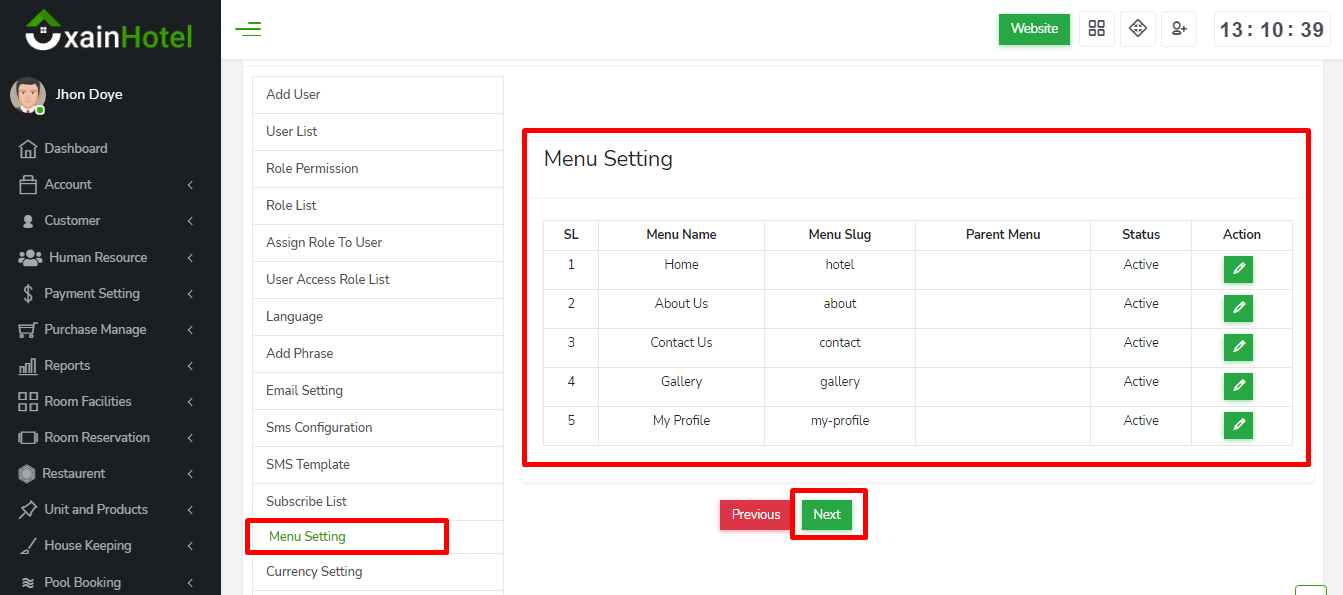 xainHotel
Website
13 : 10 : 39
Jhon Doye
Dashboard
Account
Customer
Human Resource
Payment Setting
Purchase Manage
Reports
Room Facilities
Room Reservation
Restaurent
Unit and Products
House Keeping
Pool Booking
Add User
User List
Role Permission
Role List
Assign Role To User
User Access Role List
Language
Add Phrase
Email Setting
Sms Configuration
SMS Template
Subscribe List
Menu Setting
Currency Setting
Menu Setting
SL Menu Name Menu Slug Parent Menu Status Action
1 Home hotel Active
2 About Us about Active
3 Contact Us contact Active
4 Gallery gallery Active
5 My Profile my-profile Active
Previous Next